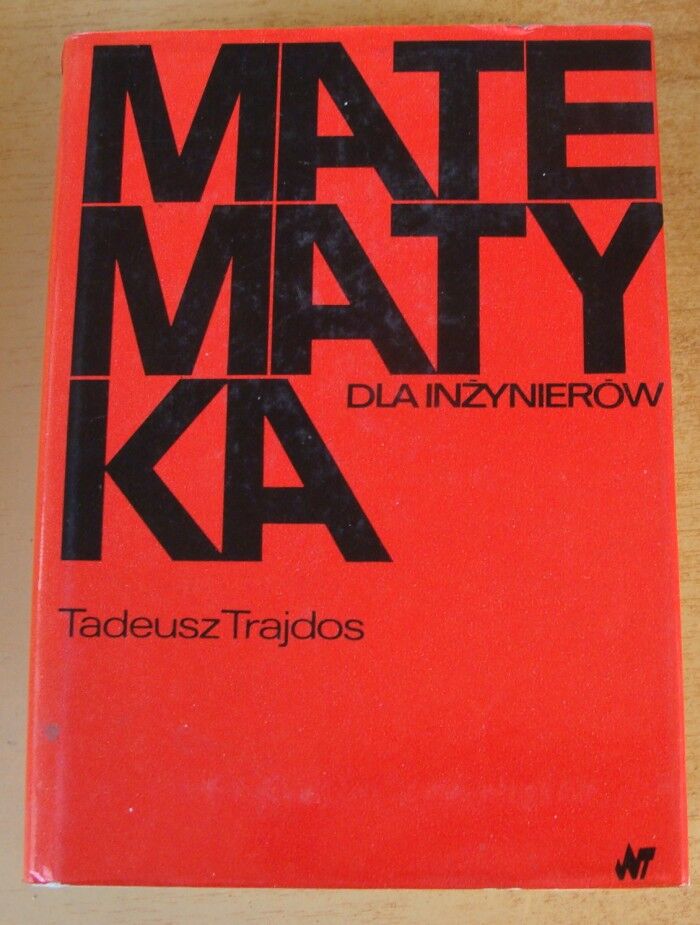 MATE
MATY
KA
DLA INŻYNIERÓW
Tadeusz Trajdos
WNT